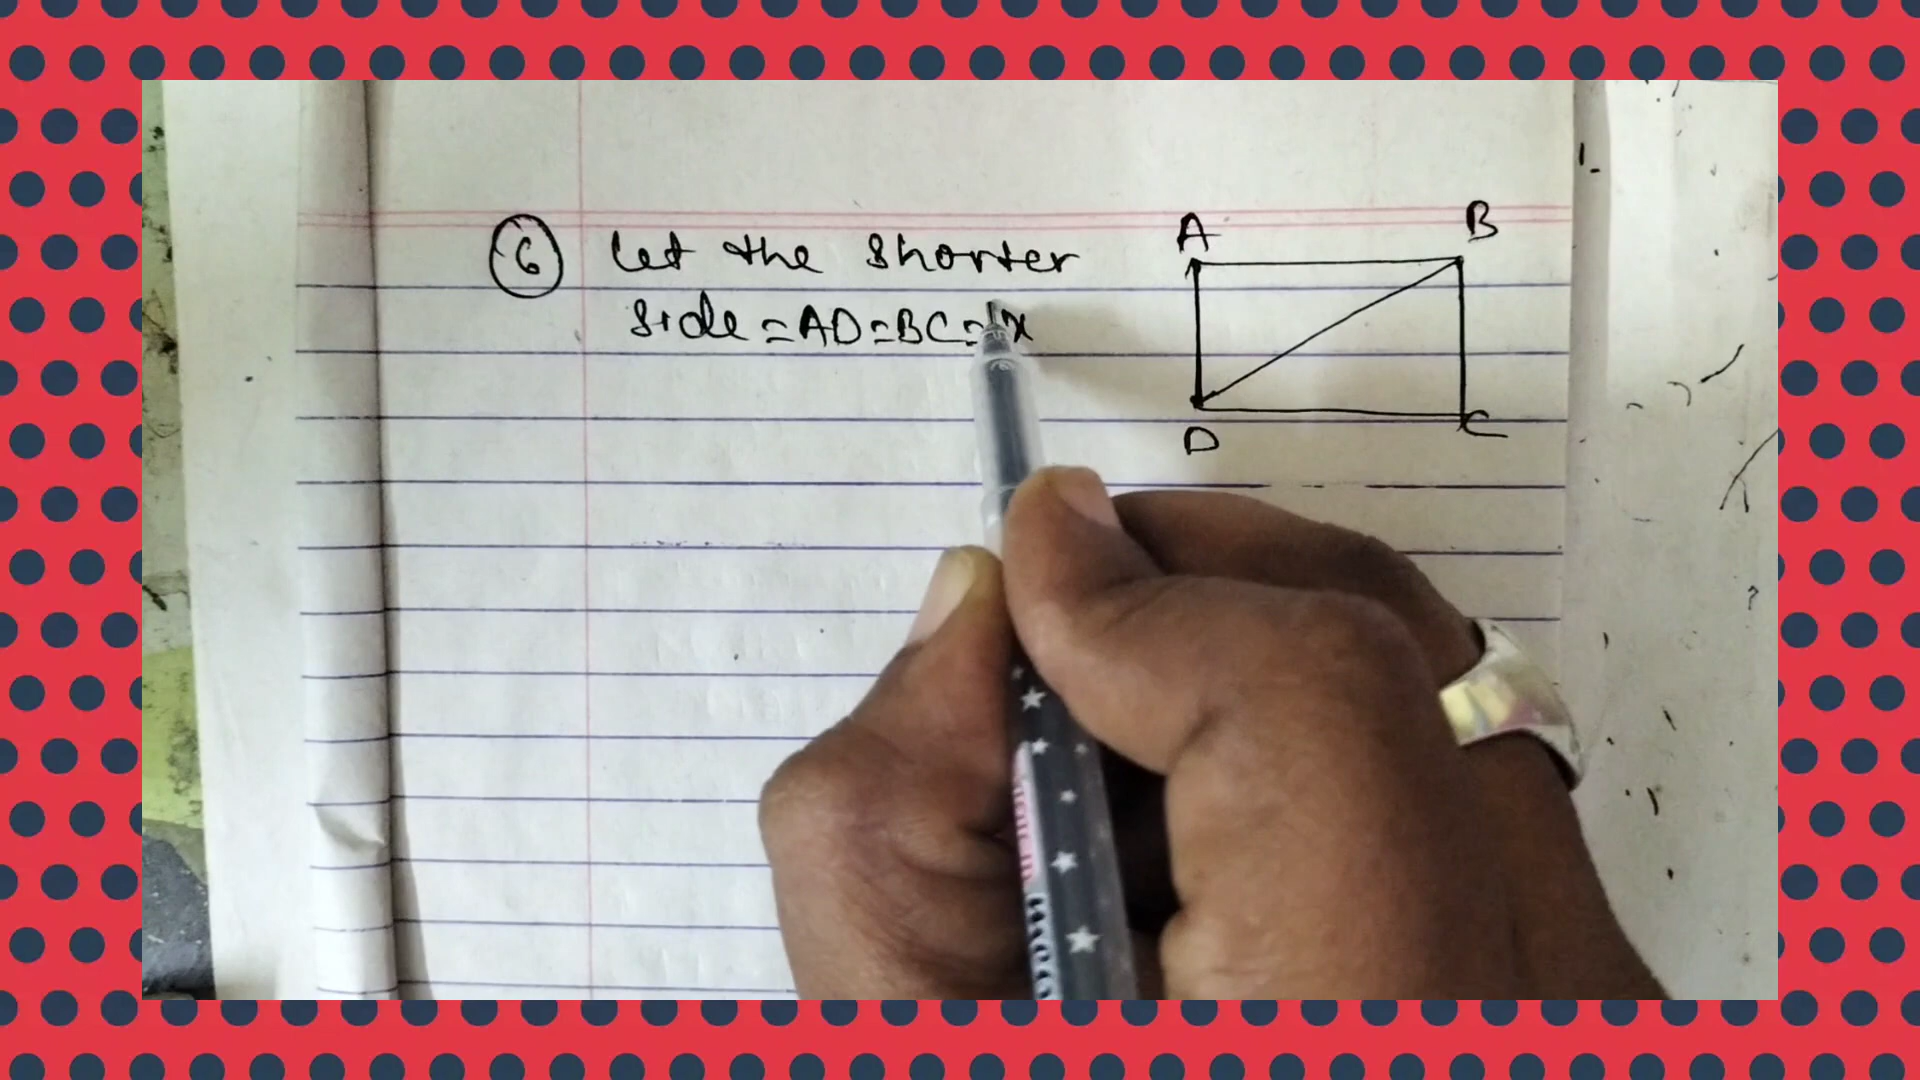 6 Let the shorter
side = AD = BC = x
A
B
D
C